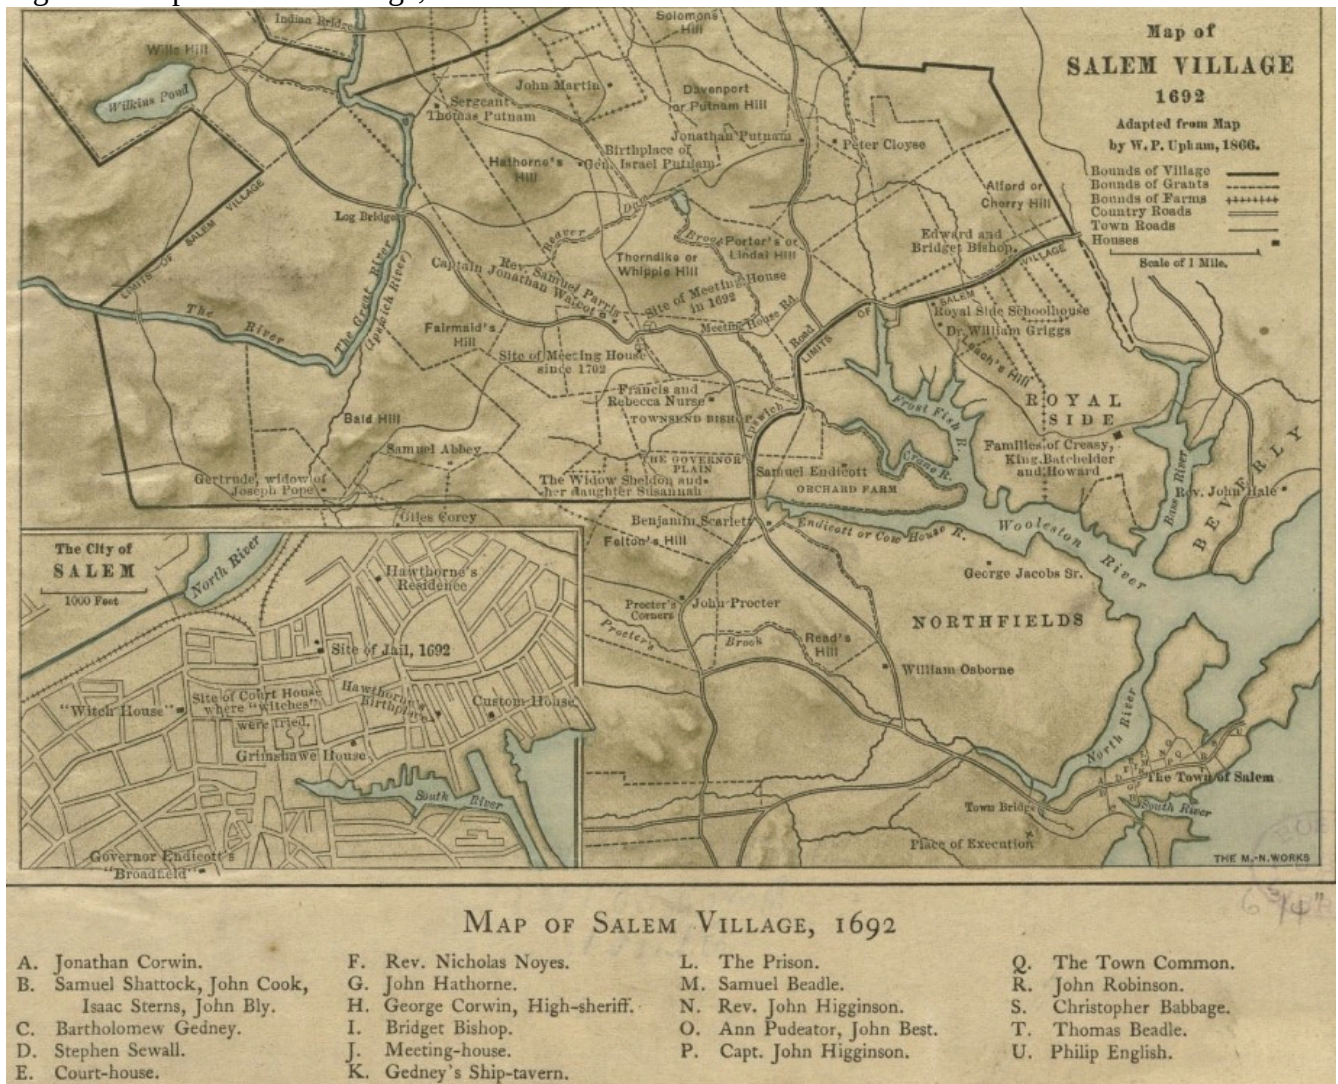 Map of
SALEM VILLAGE
1692
Adapted from Map
by W. P. Upham, 1866.
Bounds of Village
Bounds of Grants
Bounds of Farms
Country Roads
Town Roads
Houses
Scale of 1 Mile.
Indian Bridge
Solomons
Hill
Wills Hill
Wilkins Pond
John Martin
Davenport
or Putnam Hill
Sergeant
Thomas Putnam
Jonathan Putnam
Peter Cloyse
Birthplace of
Gen. Israel Putnam
Hathorne's
Hill
Alford or
Cherry Hill
LIMITS OF SALEM VILLAGE
Log Bridge
Beaver Dam
Brook
Porter's or
Lindal Hill
Edward and
Bridget Bishop.
Thorndike or
Whipple Hill
The Great River
(Ipswich River)
Captain
Jonathan Walcot
Rev. Samuel Parris
Site of Meeting House
in 1692
Meeting House Rd.
LIMITS OF SALEM VILLAGE
Royal Side Schoolhouse
Dr. William Griggs
Leach's Hill
The River
Fairmaid's
Hill
Site of Meeting House
since 1702
Ipswich Road
Francis and
Rebecca Nurse
TOWNSEND BISHOP
Frost Fish R.
Crane R.
ROYAL
SIDE
Bald Hill
Samuel Abbey
THE GOVERNOR'S
PLAIN
Samuel Endicott
ORCHARD FARM
Families of Creasy,
King, Batchelder
and Howard
Gertrude, widow of
Joseph Pope
The Widow Sheldon and
her daughter Susannah
Bass River
BEVERLY
Rev. John Hale
Giles Corey
Benjamin Scarlett
Felton's Hill
Endicott or Cow House R.
Wooleston River
George Jacobs Sr.
NORTHFIELDS
Procter's
Corners
John Procter
Procters Brook
Read's
Hill
William Osborne
North River
The Town of Salem
Town Bridge
South River
Place of Execution
THE M.-N. WORKS
The City of
SALEM
1000 Feet
North River
Hawthorne's
Residence
Site of Jail, 1692
"Witch House"
Site of Court House
where "witches"
were tried.
Hawthorne's
Birthplace
Custom House
Grimshawe House
South River
Governor Endicott's
"Broadfield"
6 3/4"
MAP OF SALEM VILLAGE, 1692
A. Jonathan Corwin.
B. Samuel Shattock, John Cook,
Isaac Sterns, John Bly.
C. Bartholomew Gedney.
D. Stephen Sewall.
E. Court-house.
F. Rev. Nicholas Noyes.
G. John Hathorne.
H. George Corwin, High-sheriff.
I. Bridget Bishop.
J. Meeting-house.
K. Gedney's Ship-tavern.
L. The Prison.
M. Samuel Beadle.
N. Rev. John Higginson.
O. Ann Pudeator, John Best.
P. Capt. John Higginson.
Q. The Town Common.
R. John Robinson.
S. Christopher Babbage.
T. Thomas Beadle.
U. Philip English.